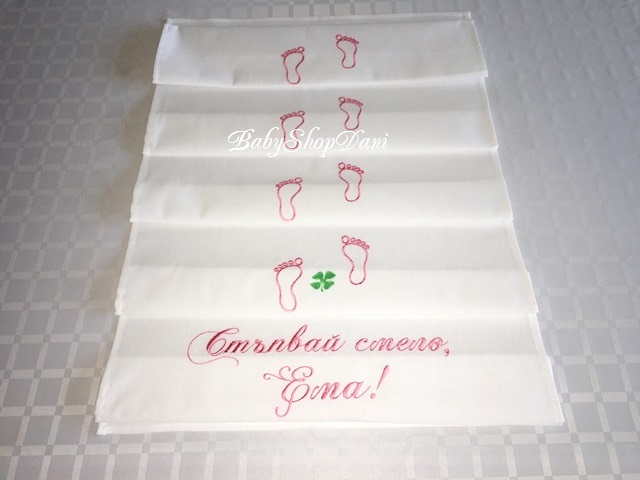 BabyShopDani
Стъпвай смело,
Ема!